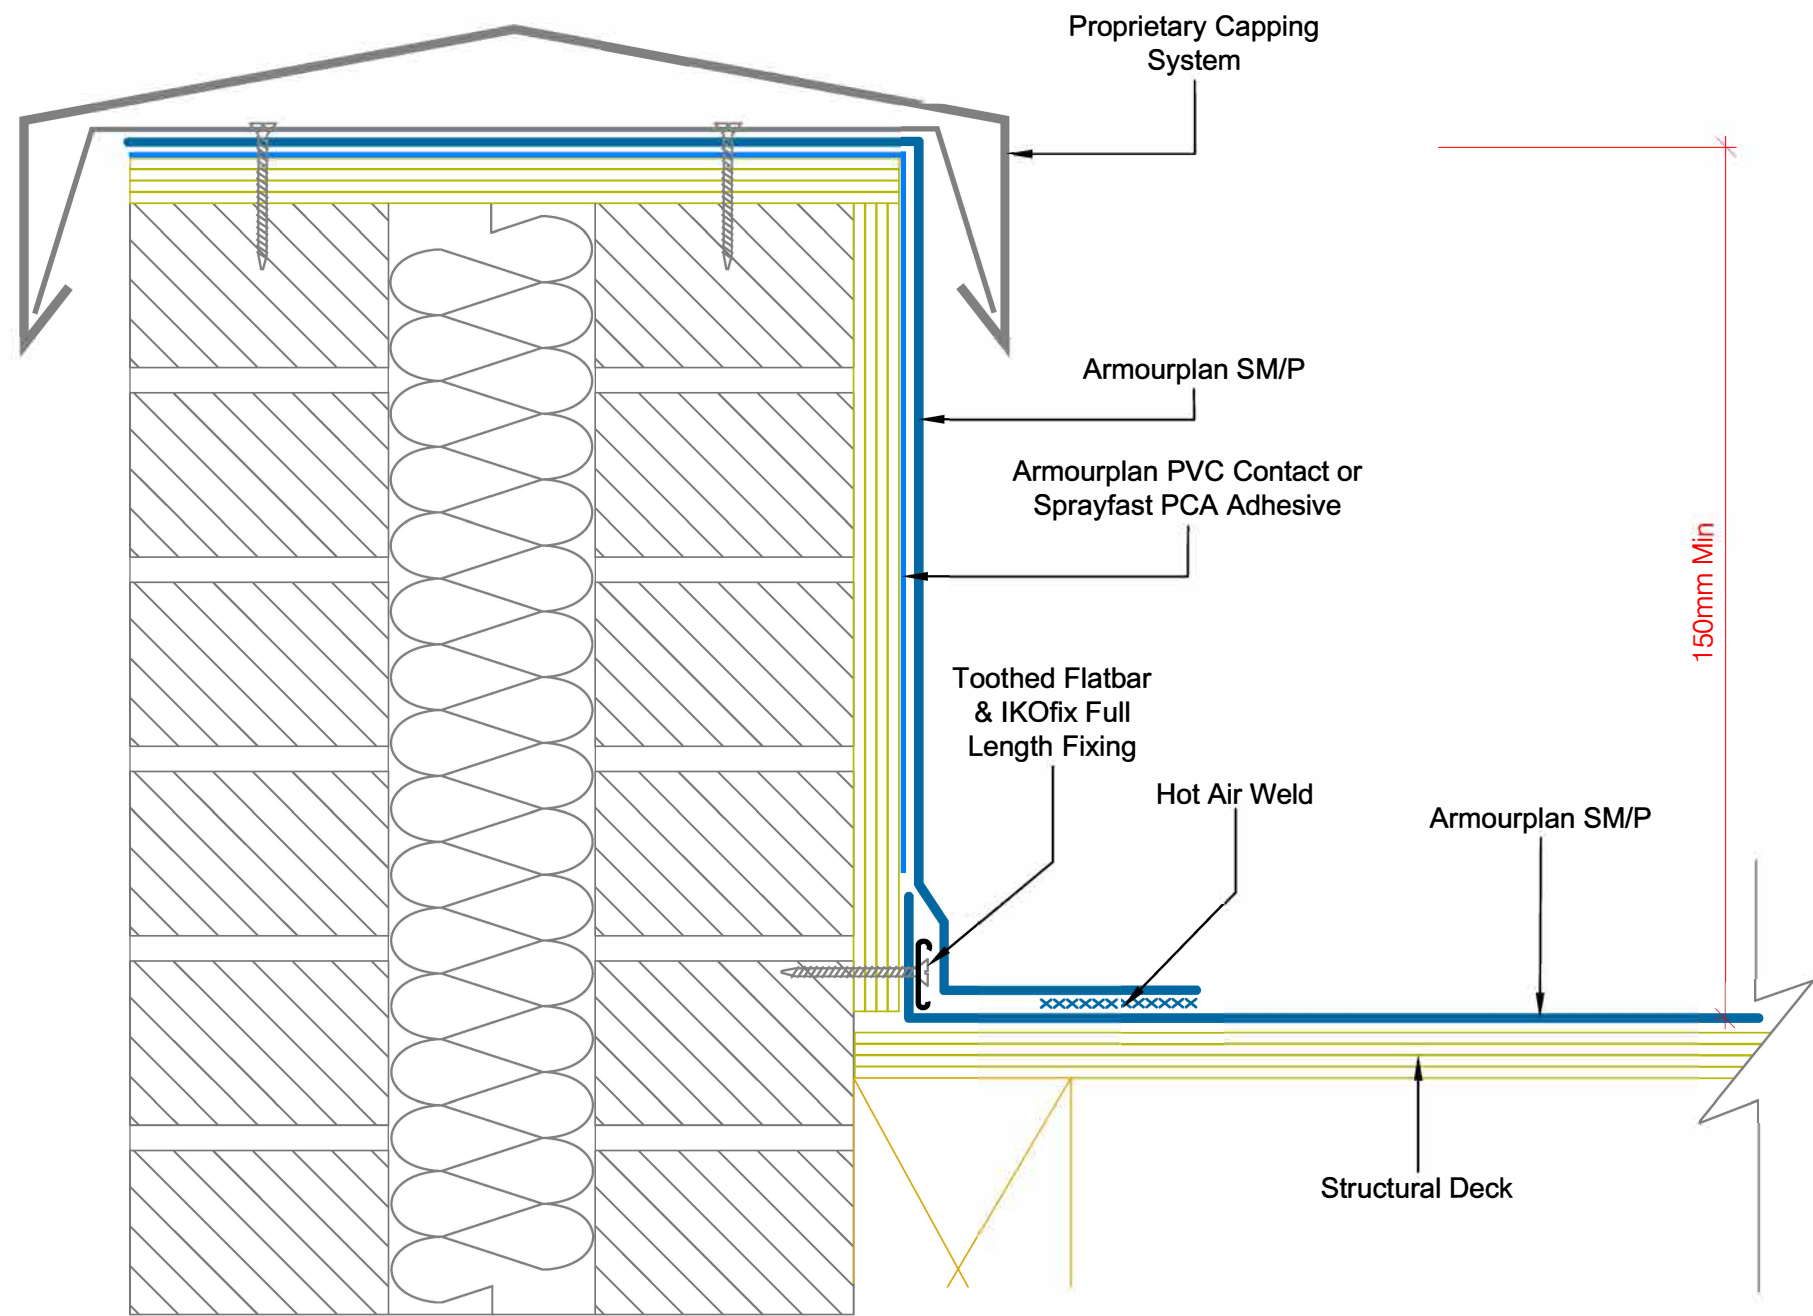 Proprietary Capping
System
Armourplan SM/P
Armourplan PVC Contact or
Sprayfast PCA Adhesive
150mm Min
Toothed Flatbar
& IKOfix Full
Length Fixing
Hot Air Weld
Armourplan SM/P
Structural Deck